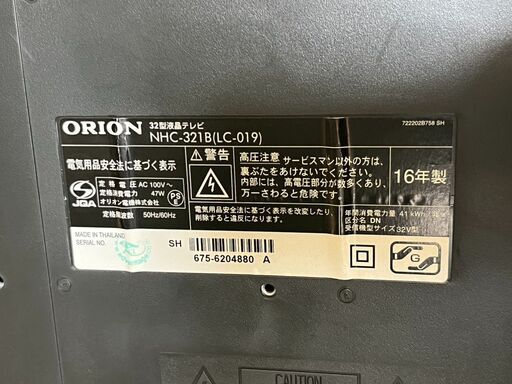 ORION
32型液晶テレビ
NHC-321B(LC-019)
722202B758 SH
電気用品安全法に基づく表示
定格電圧 AC100V～
定格消費電力 47W
オリオン電機株式会社
定格周波数 50Hz/60Hz
JQA
PS E
警告
高圧注意 サービスマン以外の方は、
裏ぶたをあけないでください。
内部には、高電圧部分が数多くあり、
万一さわると危険です。
電気用品安全法に基づく表示を改変したり、
削除すると違反になります。
16年製
年間消費電力量 41 kWh/年
区分名 DN
受信機型サイズ 32V型
MADE IN THAILAND
SERIAL NO.
SH
675-6204880 A
G
CAUTION